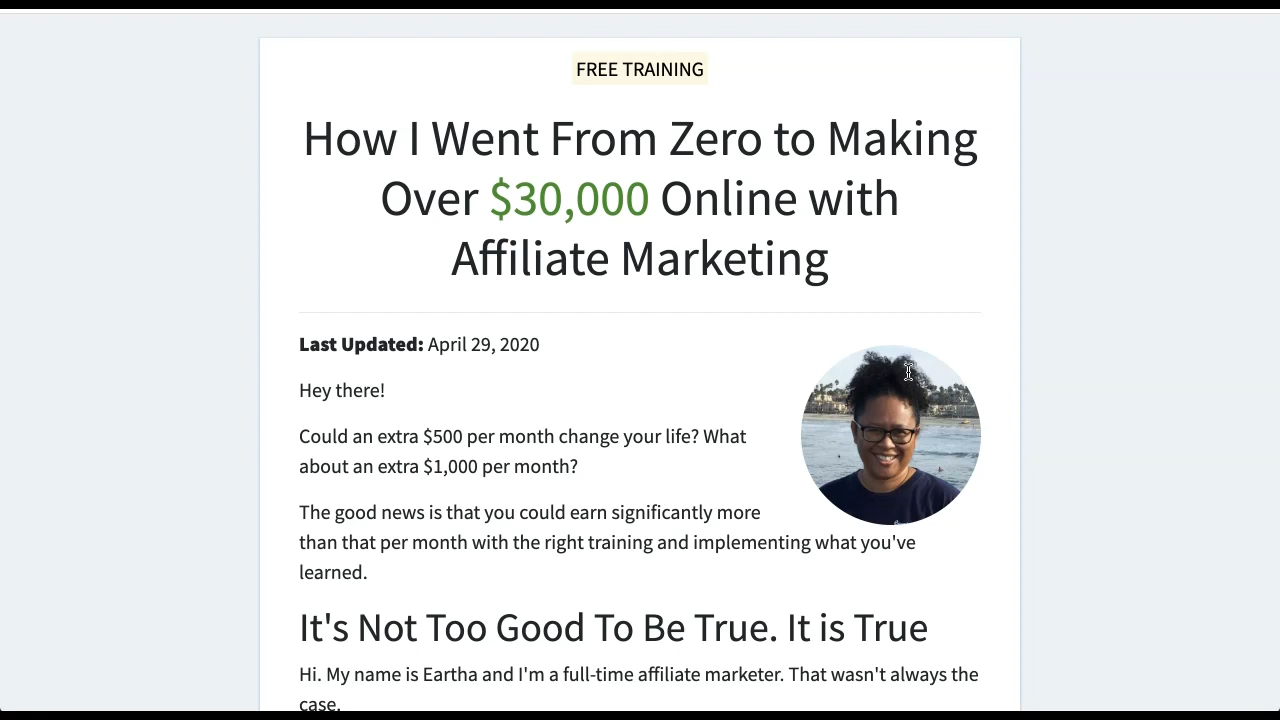 FREE TRAINING
How I Went From Zero to Making
Over $30,000 Online with
Affiliate Marketing
Last Updated: April 29, 2020
Hey there!
Could an extra $500 per month change your life? What
about an extra $1,000 per month?
The good news is that you could earn significantly more
than that per month with the right training and implementing what you've
learned.
It's Not Too Good To Be True. It is True
Hi. My name is Eartha and I'm a full-time affiliate marketer. That wasn't always the
case.